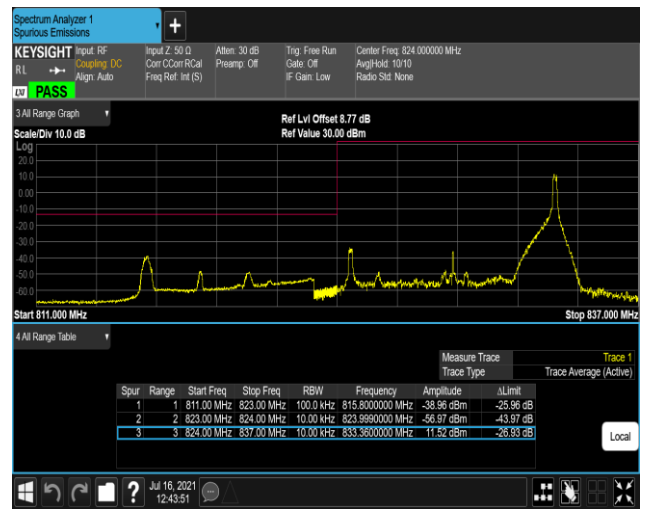 Spectrum Analyzer 1
Spurious Emissions
+
KEYSIGHT
RL
LXI PASS
Input: RF
Coupling: DC
Align: Auto
Input Z: 50 Ω
Corr CCorr RCal
Freq Ref: Int (S)
Atten: 30 dB
Preamp: Off
Trig: Free Run
Gate: Off
IF Gain: Low
Center Freq: 824.000000 MHz
Avg|Hold: 10/10
Radio Std: None
3 All Range Graph
Scale/Div 10.0 dB
Ref Lvl Offset 8.77 dB
Ref Value 30.00 dBm
Log
20.0
10.0
0.00
-10.0
-20.0
-30.0
-40.0
-50.0
-60.0
Start 811.000 MHz Stop 837.000 MHz
4 All Range Table
Measure Trace Trace 1
Trace Type Trace Average (Active)
Spur Range Start Freq Stop Freq RBW Frequency Amplitude ΔLimit
1 1 811.00 MHz 823.00 MHz 100.0 kHz 815.8000000 MHz -38.96 dBm -25.96 dB
2 2 823.00 MHz 824.00 MHz 10.00 kHz 823.9990000 MHz -56.97 dBm -43.97 dB
3 3 824.00 MHz 837.00 MHz 10.00 kHz 833.3600000 MHz 11.52 dBm -26.93 dB
Local
?
Jul 16, 2021
12:43:51